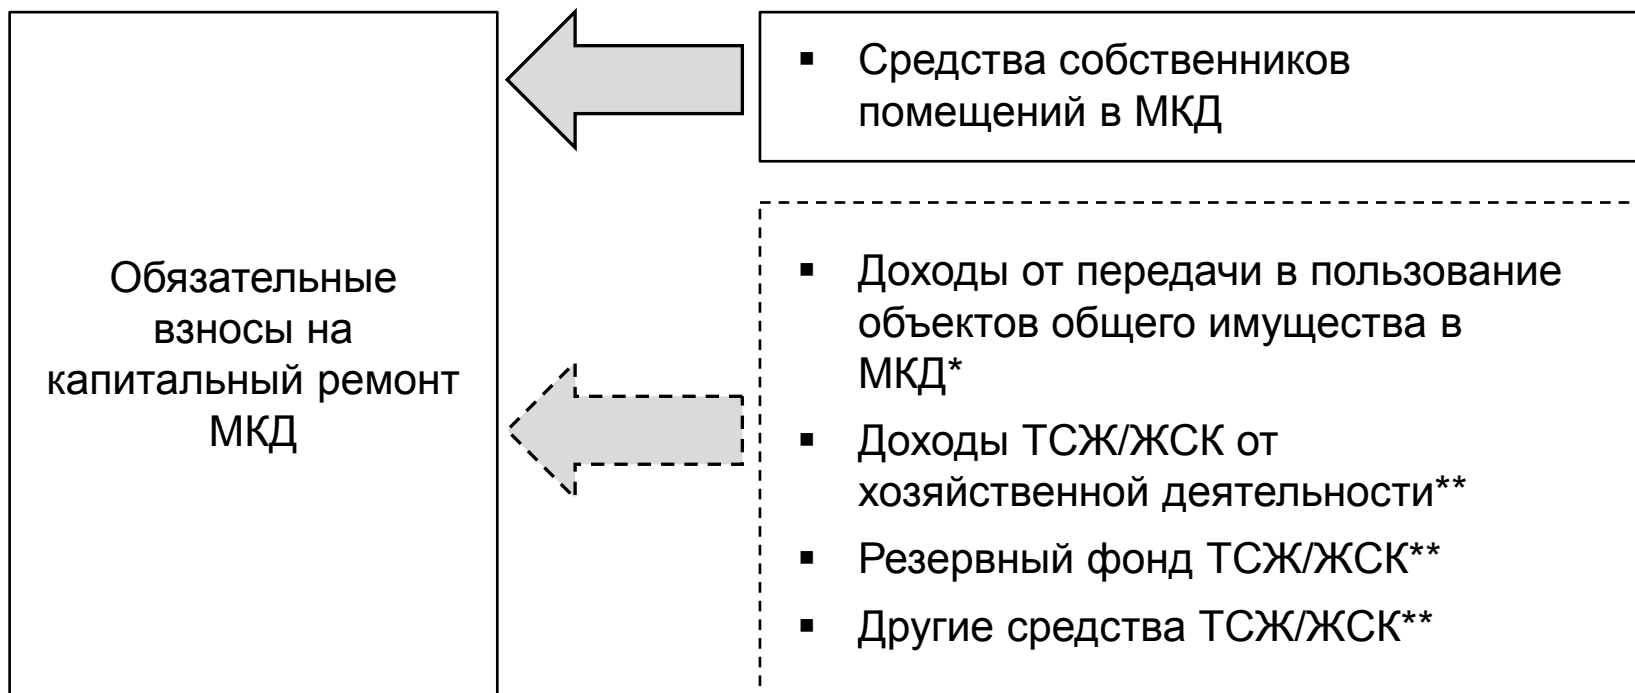 Обязательные
взносы на
капитальный ремонт
МКД
▪ Средства собственников
помещений в МКД
▪ Доходы от передачи в пользование
объектов общего имущества в
МКД*
▪ Доходы ТСЖ/ЖСК от
хозяйственной деятельности**
▪ Резервный фонд ТСЖ/ЖСК**
▪ Другие средства ТСЖ/ЖСК**